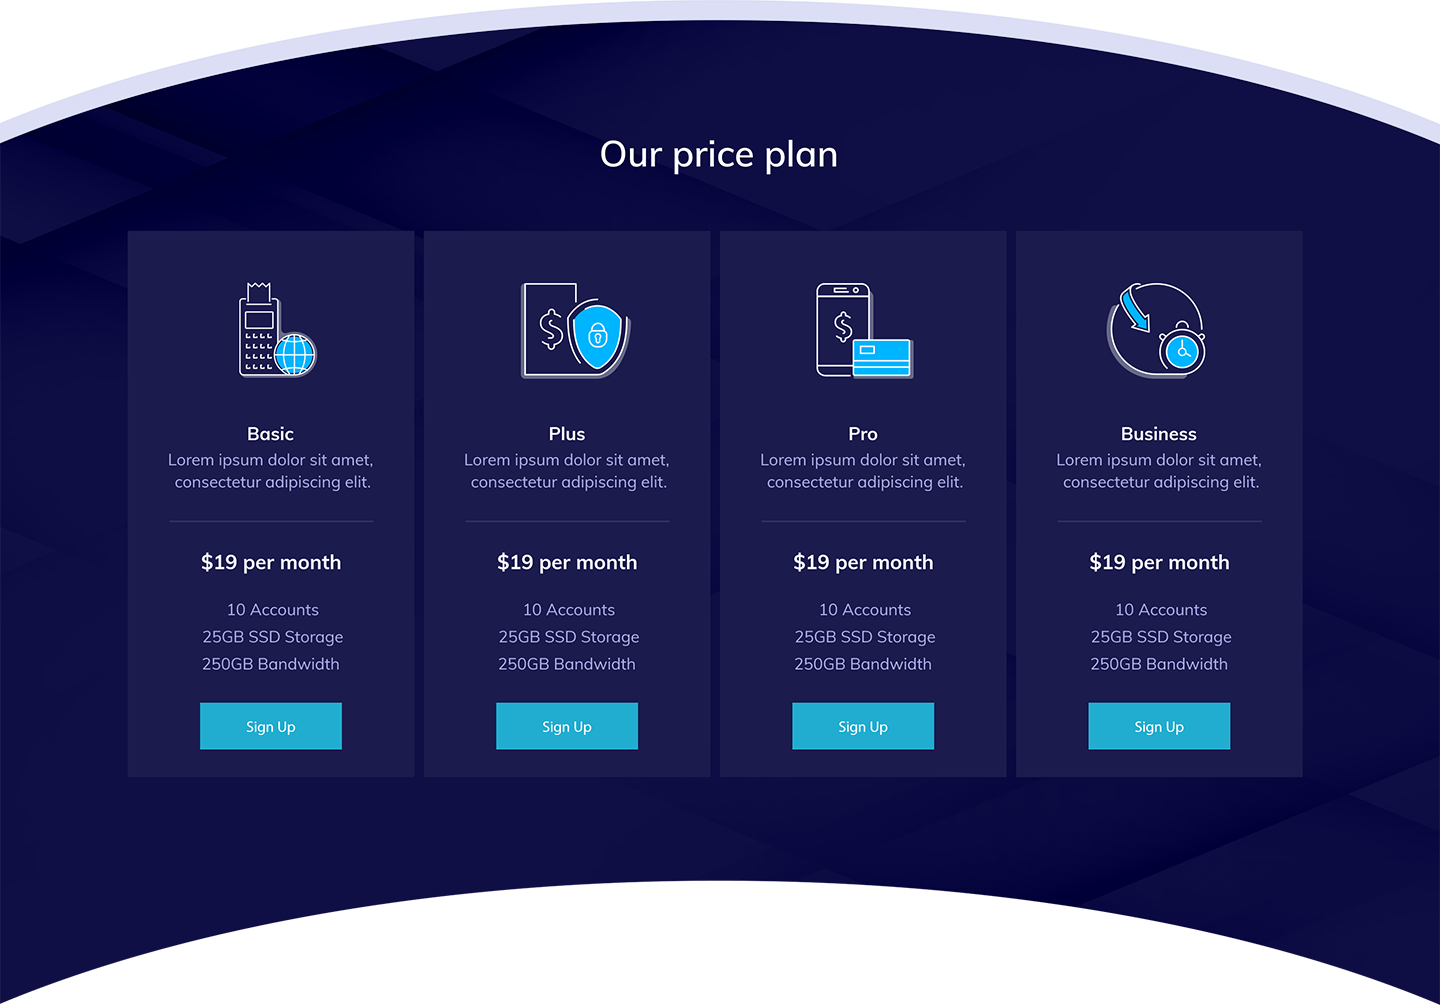 Our price plan
Basic
Lorem ipsum dolor sit amet,
consectetur adipiscing elit.
$19 per month
10 Accounts
25GB SSD Storage
250GB Bandwidth
Sign Up
Plus
Lorem ipsum dolor sit amet,
consectetur adipiscing elit.
$19 per month
10 Accounts
25GB SSD Storage
250GB Bandwidth
Sign Up
Pro
Lorem ipsum dolor sit amet,
consectetur adipiscing elit.
$19 per month
10 Accounts
25GB SSD Storage
250GB Bandwidth
Sign Up
Business
Lorem ipsum dolor sit amet,
consectetur adipiscing elit.
$19 per month
10 Accounts
25GB SSD Storage
250GB Bandwidth
Sign Up